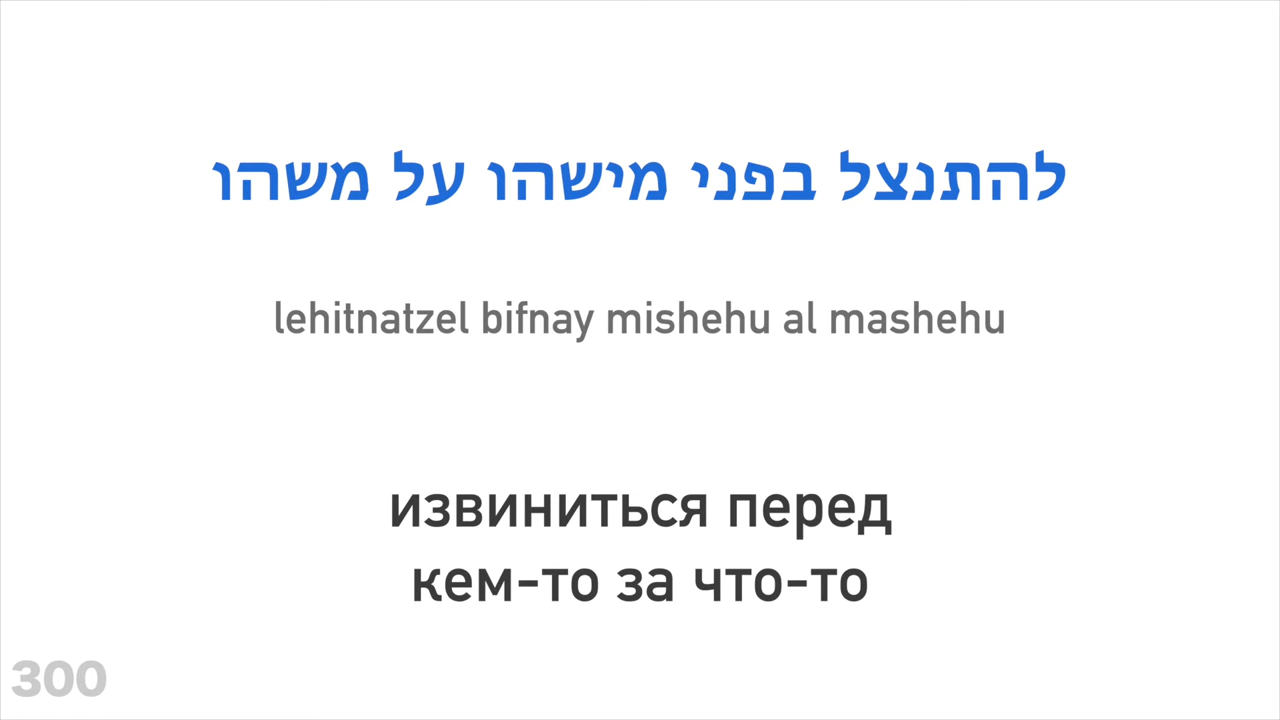 להתנצל בפני מישהו על משהו
lehitnatzel bifnay mishehu al mashehu
извиниться перед
кем-то за что-то
300